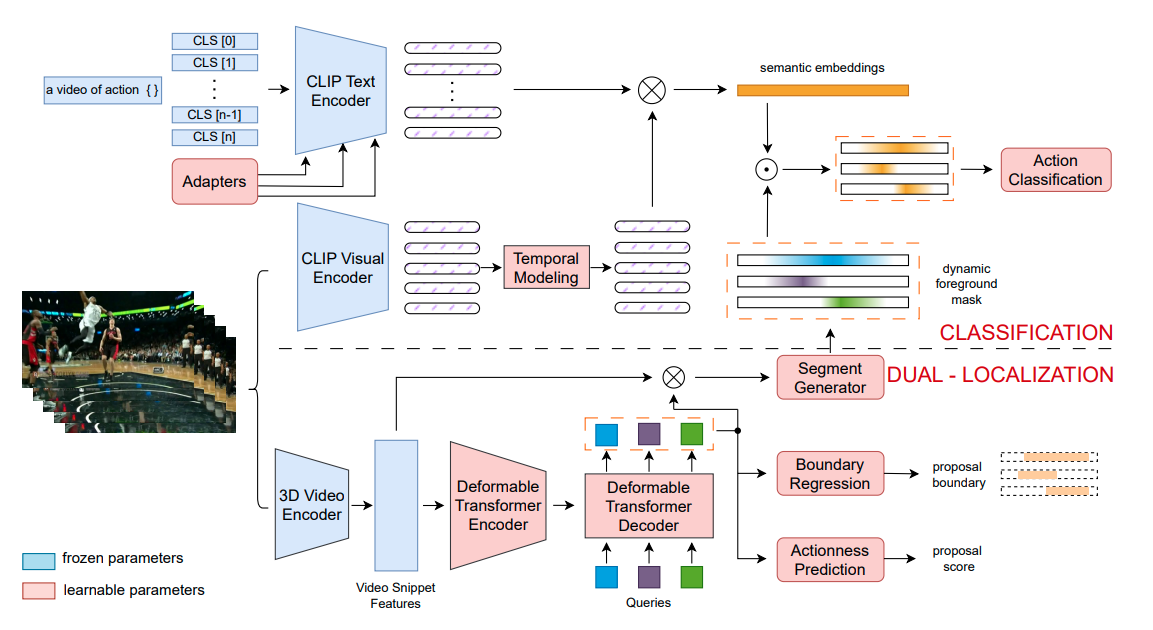 CLS [0]
CLS [1]
a video of action { }
CLS [n-1]
CLS [n]
CLIP Text
Encoder
Adapters
semantic embeddings
Action
Classification
CLIP Visual
Encoder
Temporal
Modeling
dynamic
foreground
mask
CLASSIFICATION
DUAL - LOCALIZATION
Segment
Generator
3D Video
Encoder
Video Snippet
Features
Deformable
Transformer
Encoder
Deformable
Transformer
Decoder
Queries
Boundary
Regression
proposal
boundary
Actionness
Prediction
proposal
score
frozen parameters
learnable parameters